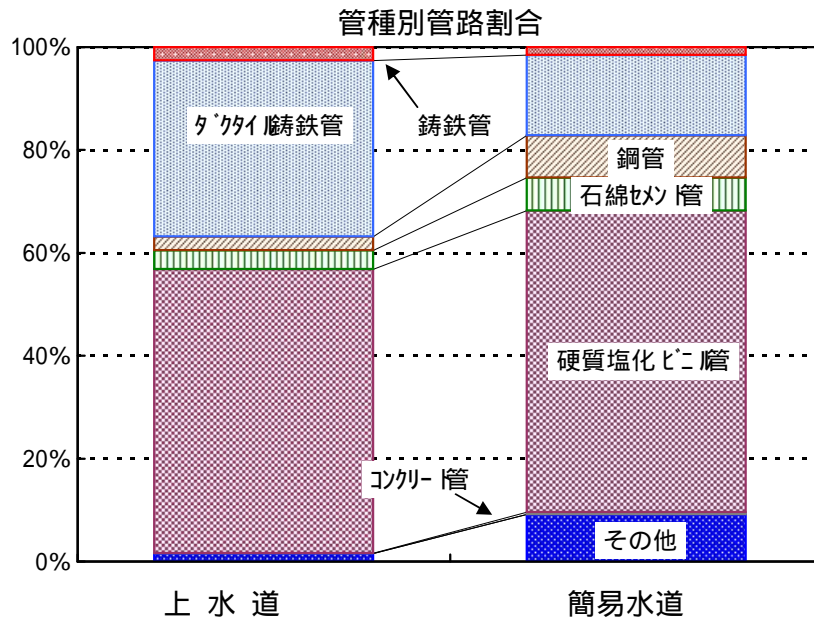 管種別管路割合
100%
80%
60%
40%
20%
0%
ダクタイル鋳鉄管
鋳鉄管
鋼管
石綿セメント管
硬質塩化ビニル管
コンクリート管
その他
上水道
簡易水道